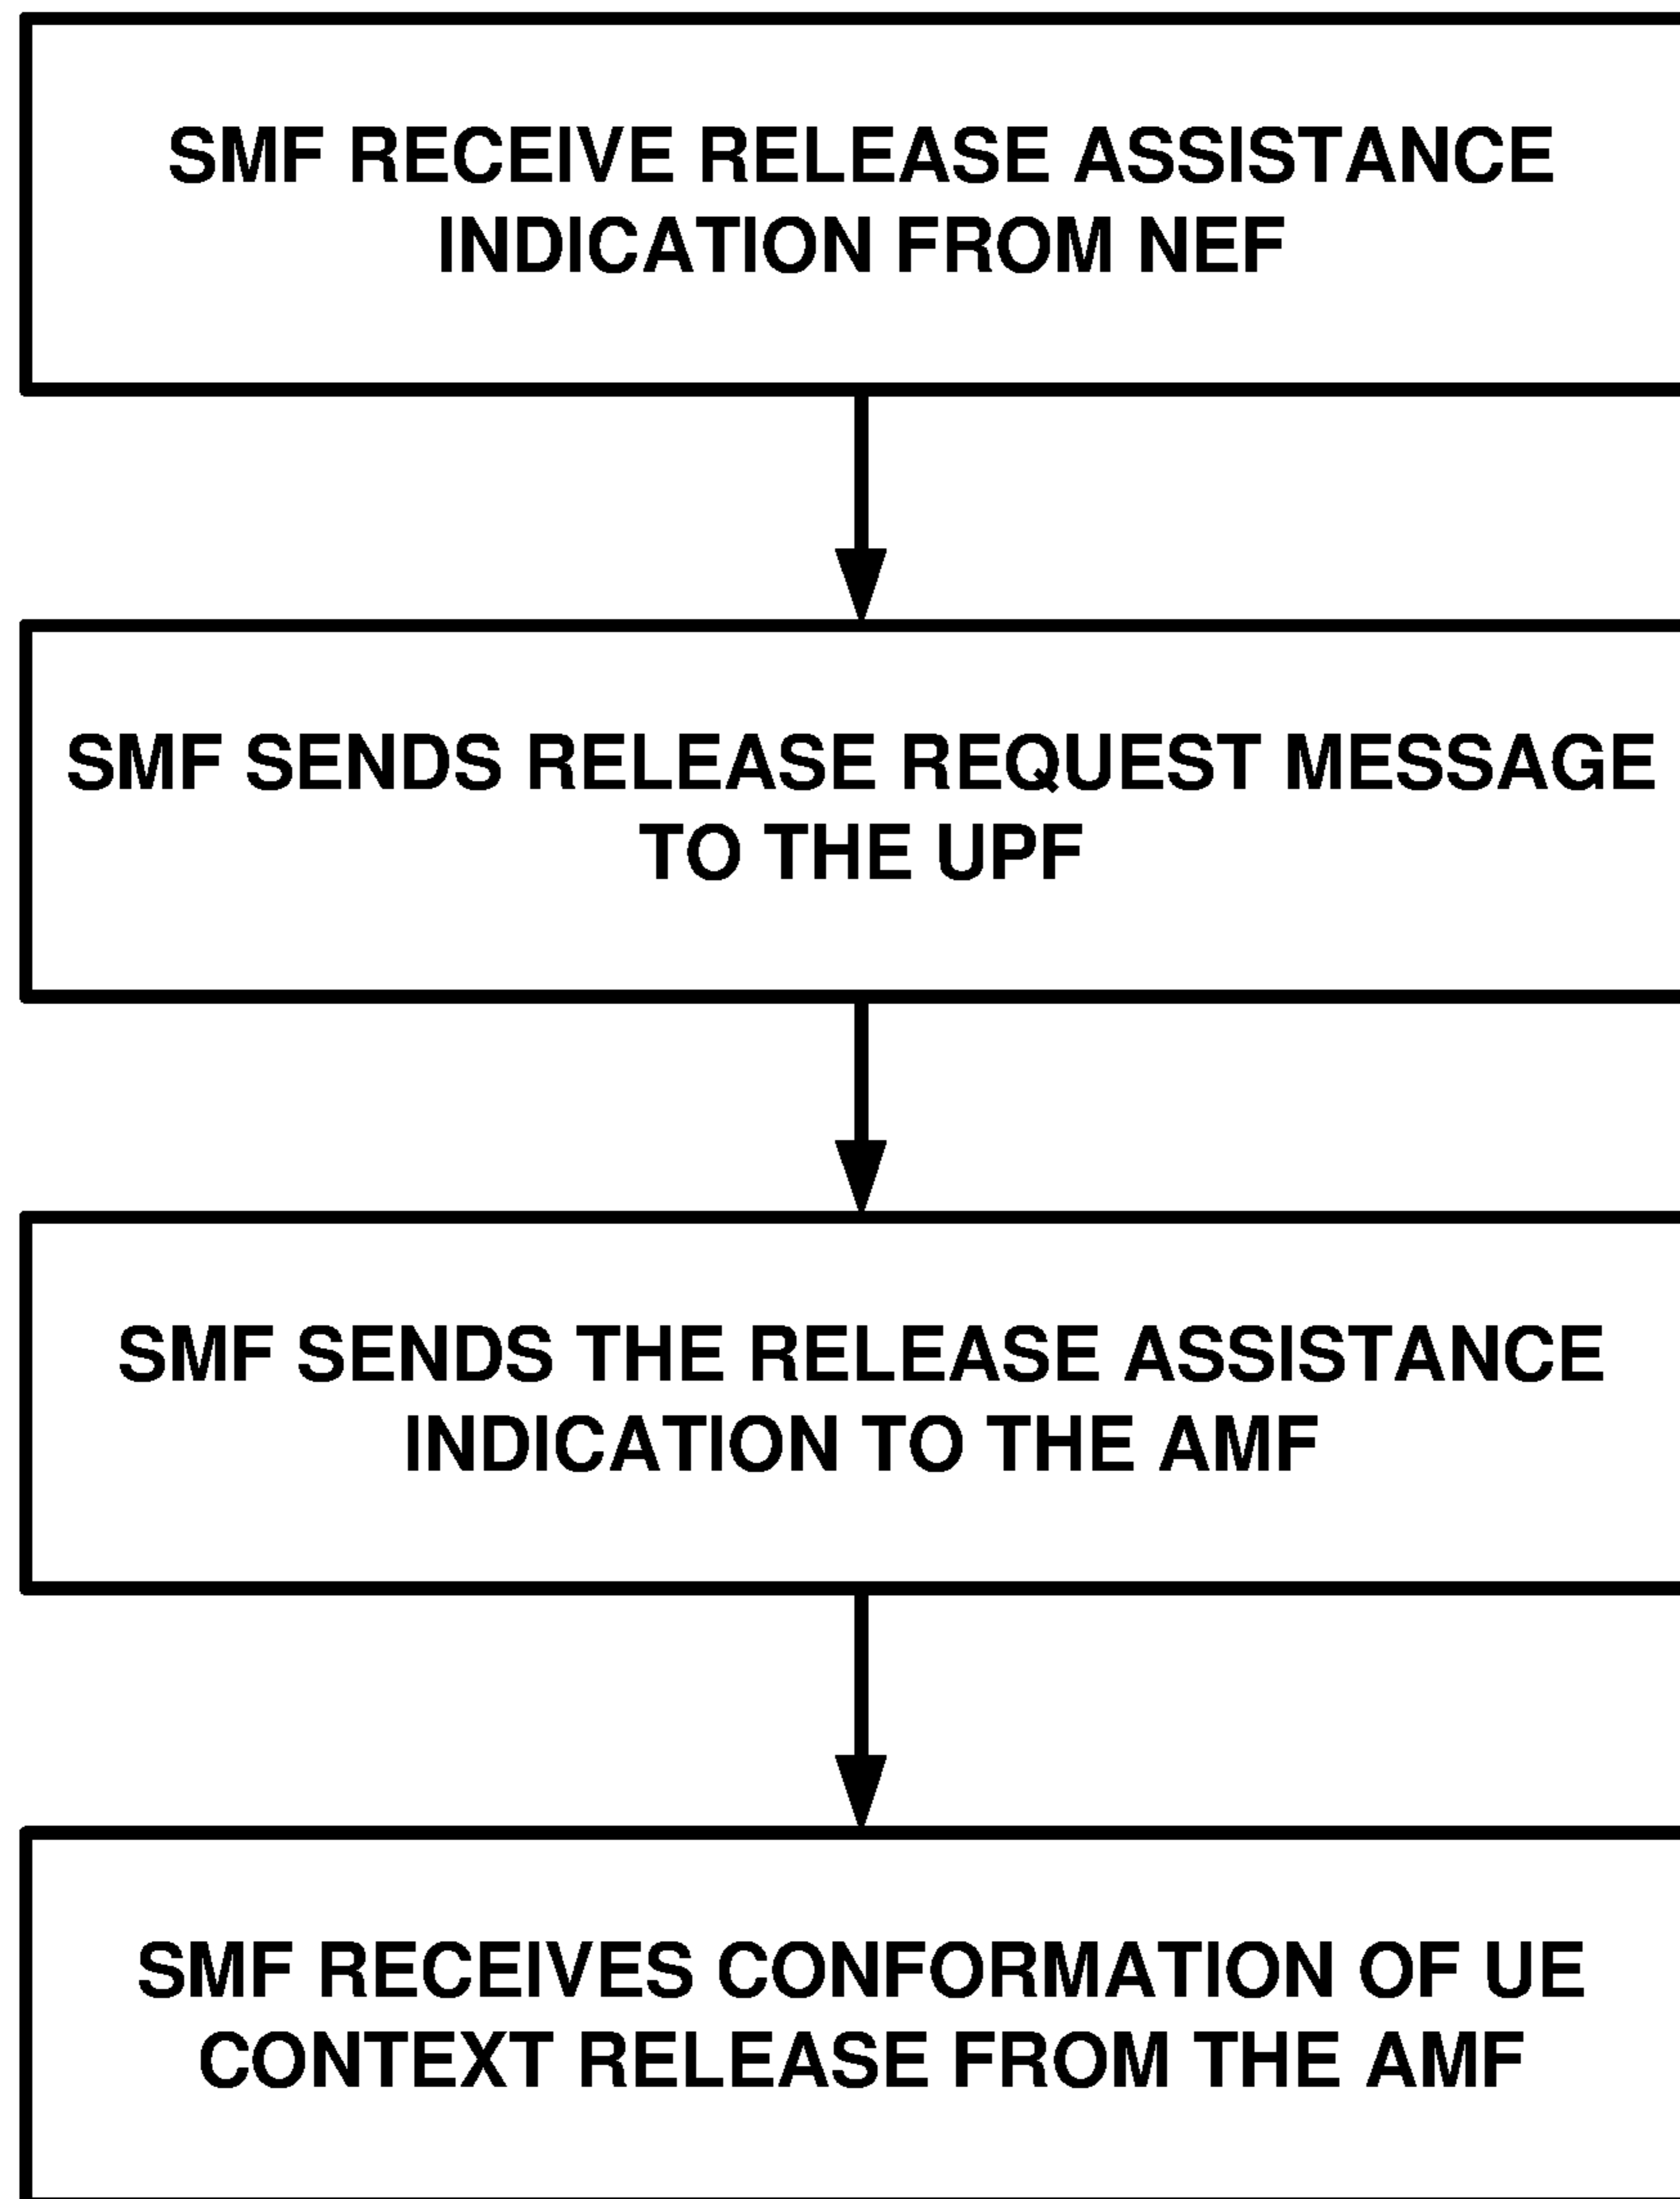 SMF RECEIVE RELEASE ASSISTANCE
INDICATION FROM NEF
SMF SENDS RELEASE REQUEST MESSAGE
TO THE UPF
SMF SENDS THE RELEASE ASSISTANCE
INDICATION TO THE AMF
SMF RECEIVES CONFORMATION OF UE
CONTEXT RELEASE FROM THE AMF